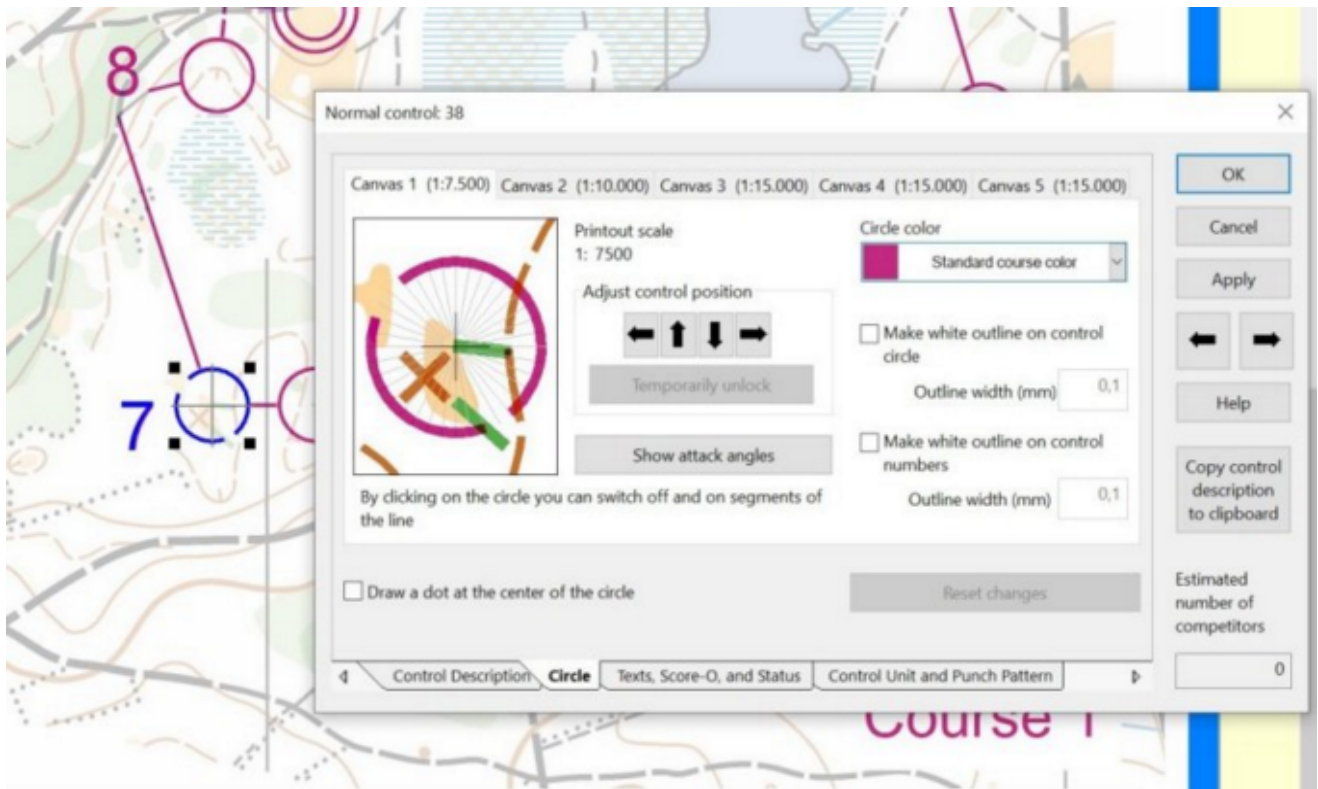 8
7
Normal control: 38
Canvas 1 (1:7.500) Canvas 2 (1:10.000) Canvas 3 (1:15.000) Canvas 4 (1:15.000) Canvas 5 (1:15.000)
Printout scale
1: 7500
Adjust control position
Temporarily unlock
Show attack angles
By clicking on the circle you can switch off and on segments of
the line
Circle color
Standard course color
Make white outline on control
circle
Outline width (mm) 0,1
Make white outline on control
numbers
Outline width (mm) 0,1
Draw a dot at the center of the circle
Reset changes
Control Description Circle Texts, Score-O, and Status Control Unit and Punch Pattern
OK
Cancel
Apply
Help
Copy control
description
to clipboard
Estimated
number of
competitors
0
Course 1